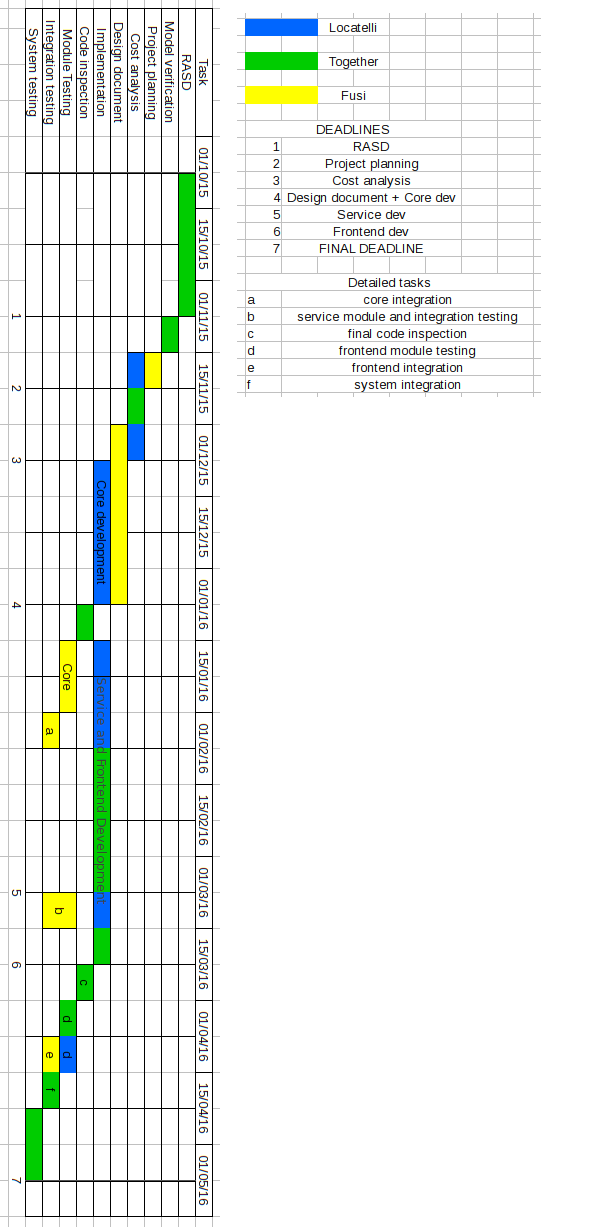 Task
01/10/15
15/10/15
01/11/15
15/11/15
01/12/15
15/12/15
01/01/16
15/01/16
01/02/16
15/02/16
01/03/16
15/03/16
01/04/16
15/04/16
01/05/16
RASD
Model verification
Project planning
Cost analysis
Design document
Implementation
Core development
Service and Frontend Development
Code inspection
c
Module Testing
Core
b
d
d
Integration testing
a
e
f
System testing
1
2
3
4
5
6
7
Locatelli
Together
Fusi
DEADLINES
1 RASD
2 Project planning
3 Cost analysis
4 Design document + Core dev
5 Service dev
6 Frontend dev
7 FINAL DEADLINE
Detailed tasks
a core integration
b service module and integration testing
c final code inspection
d frontend module testing
e frontend integration
f system integration